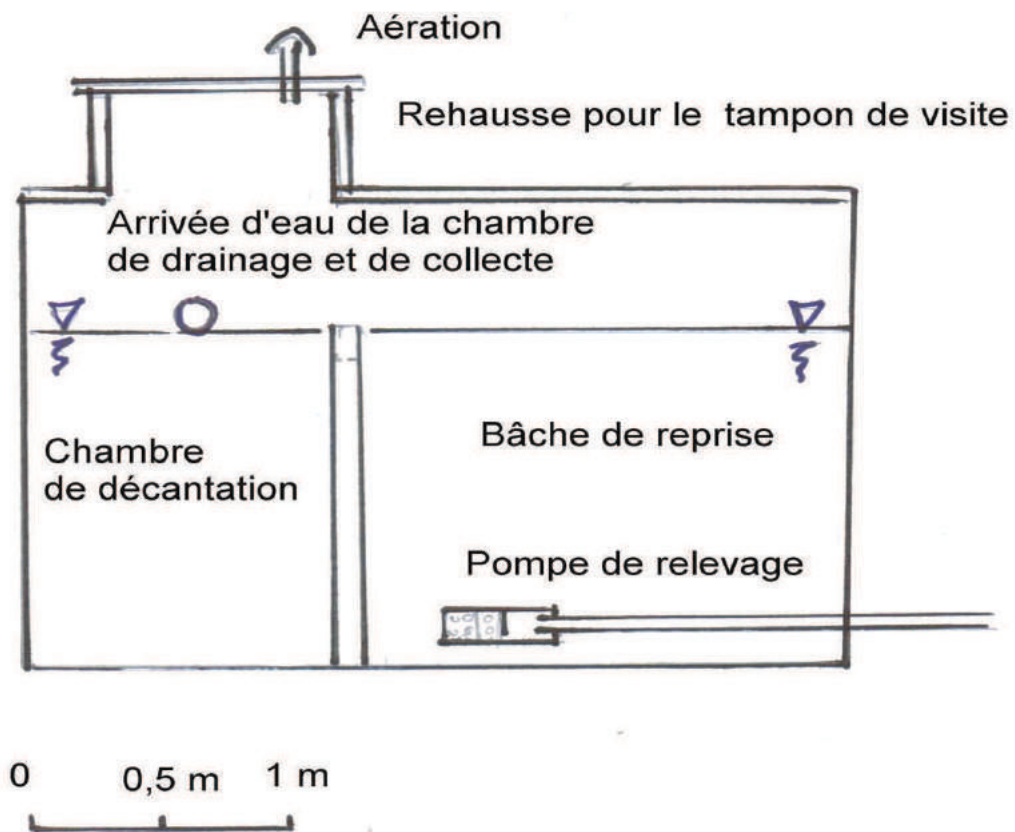 Aération
Rehausse pour le tampon de visite
Arrivée d'eau de la chambre
de drainage et de collecte
Chambre
de décantation
Bâche de reprise
Pompe de relevage
0 0,5 m 1 m